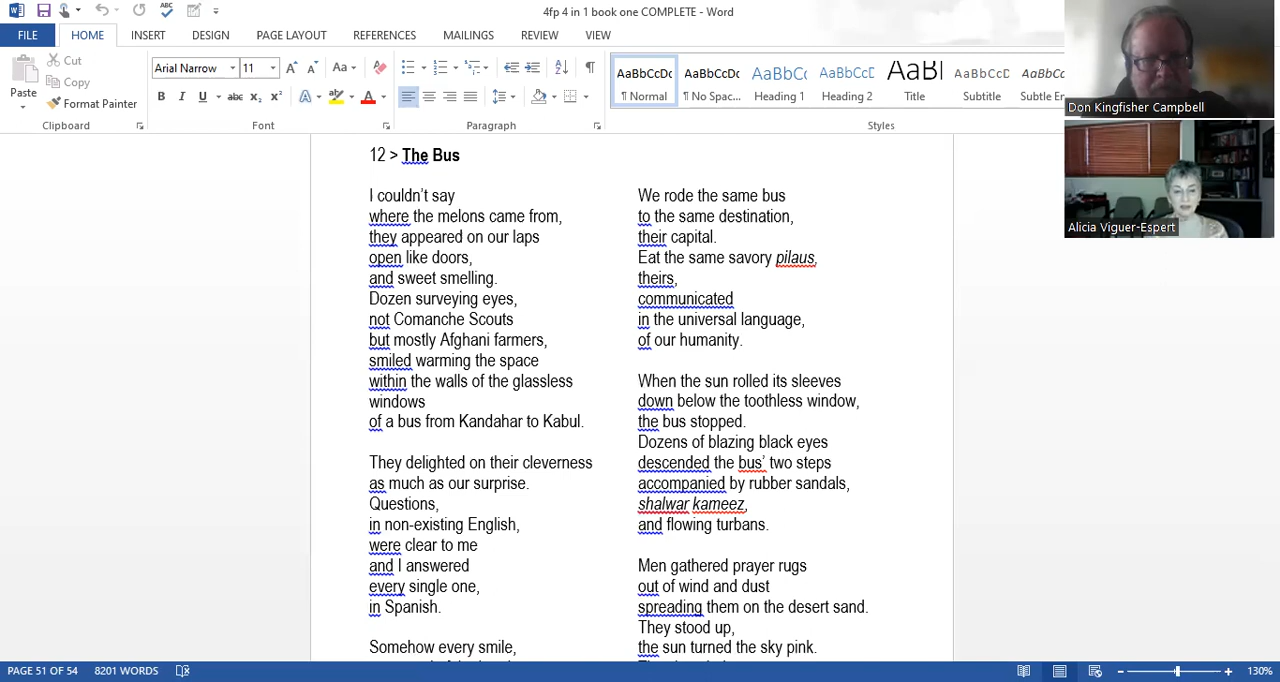 4fp 4 in 1 book one COMPLETE - Word
FILE
HOME
INSERT
DESIGN
PAGE LAYOUT
REFERENCES
MAILINGS
REVIEW
VIEW
Paste
Cut
Copy
Format Painter
Clipboard
Arial Narrow
11
Font
Paragraph
AaBbCcDc
¶ Normal
AaBbCcDc
¶ No Spac...
AaBbCc
Heading 1
AaBbCcD
Heading 2
AaB
Title
AaBbCcD
Subtitle
AaBbCcDc
Subtle Em
Styles
Don Kingfisher Campbell
Alicia Viguer-Espert
12 > The Bus
I couldn't say
where the melons came from,
they appeared on our laps
open like doors,
and sweet smelling.
Dozen surveying eyes,
not Comanche Scouts
but mostly Afghani farmers,
smiled warming the space
within the walls of the glassless
windows
of a bus from Kandahar to Kabul.
They delighted on their cleverness
as much as our surprise.
Questions,
in non-existing English,
were clear to me
and I answered
every single one,
in Spanish.
Somehow every smile,
We rode the same bus
to the same destination,
their capital.
Eat the same savory pilaus,
theirs,
communicated
in the universal language,
of our humanity.
When the sun rolled its sleeves
down below the toothless window,
the bus stopped.
Dozens of blazing black eyes
descended the bus' two steps
accompanied by rubber sandals,
shalwar kameez,
and flowing turbans.
Men gathered prayer rugs
out of wind and dust
spreading them on the desert sand.
They stood up,
the sun turned the sky pink.
PAGE 51 OF 54
8201 WORDS
130%